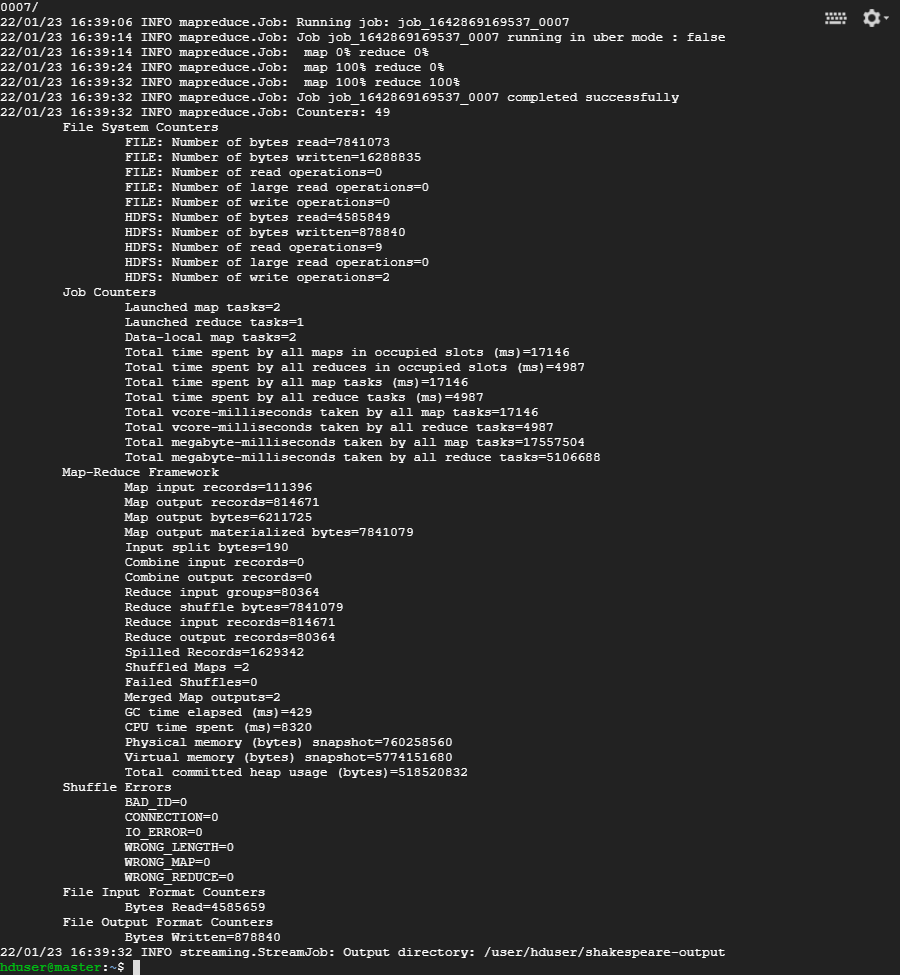 0007/
22/01/23 16:39:06 INFO mapreduce.Job: Running job: job_1642869169537_0007
22/01/23 16:39:14 INFO mapreduce.Job: Job job_1642869169537_0007 running in uber mode : false
22/01/23 16:39:14 INFO mapreduce.Job:  map 0% reduce 0%
22/01/23 16:39:24 INFO mapreduce.Job:  map 100% reduce 0%
22/01/23 16:39:32 INFO mapreduce.Job:  map 100% reduce 100%
22/01/23 16:39:32 INFO mapreduce.Job: Job job_1642869169537_0007 completed successfully
22/01/23 16:39:32 INFO mapreduce.Job: Counters: 49
File System Counters
FILE: Number of bytes read=7841073
FILE: Number of bytes written=16288835
FILE: Number of read operations=0
FILE: Number of large read operations=0
FILE: Number of write operations=0
HDFS: Number of bytes read=4585849
HDFS: Number of bytes written=878840
HDFS: Number of read operations=9
HDFS: Number of large read operations=0
HDFS: Number of write operations=2
Job Counters
Launched map tasks=2
Launched reduce tasks=1
Data-local map tasks=2
Total time spent by all maps in occupied slots (ms)=17146
Total time spent by all reduces in occupied slots (ms)=4987
Total time spent by all map tasks (ms)=17146
Total time spent by all reduce tasks (ms)=4987
Total vcore-milliseconds taken by all map tasks=17146
Total vcore-milliseconds taken by all reduce tasks=4987
Total megabyte-milliseconds taken by all map tasks=17557504
Total megabyte-milliseconds taken by all reduce tasks=5106688
Map-Reduce Framework
Map input records=111396
Map output records=814671
Map output bytes=6211725
Map output materialized bytes=7841079
Input split bytes=190
Combine input records=0
Combine output records=0
Reduce input groups=80364
Reduce shuffle bytes=7841079
Reduce input records=814671
Reduce output records=80364
Spilled Records=1629342
Shuffled Maps =2
Failed Shuffles=0
Merged Map outputs=2
GC time elapsed (ms)=429
CPU time spent (ms)=8320
Physical memory (bytes) snapshot=760258560
Virtual memory (bytes) snapshot=5774151680
Total committed heap usage (bytes)=518520832
Shuffle Errors
BAD_ID=0
CONNECTION=0
IO_ERROR=0
WRONG_LENGTH=0
WRONG_MAP=0
WRONG_REDUCE=0
File Input Format Counters
Bytes Read=4585659
File Output Format Counters
Bytes Written=878840
22/01/23 16:39:32 INFO streaming.StreamJob: Output directory: /user/hduser/shakespeare-output
hduser@master:~$